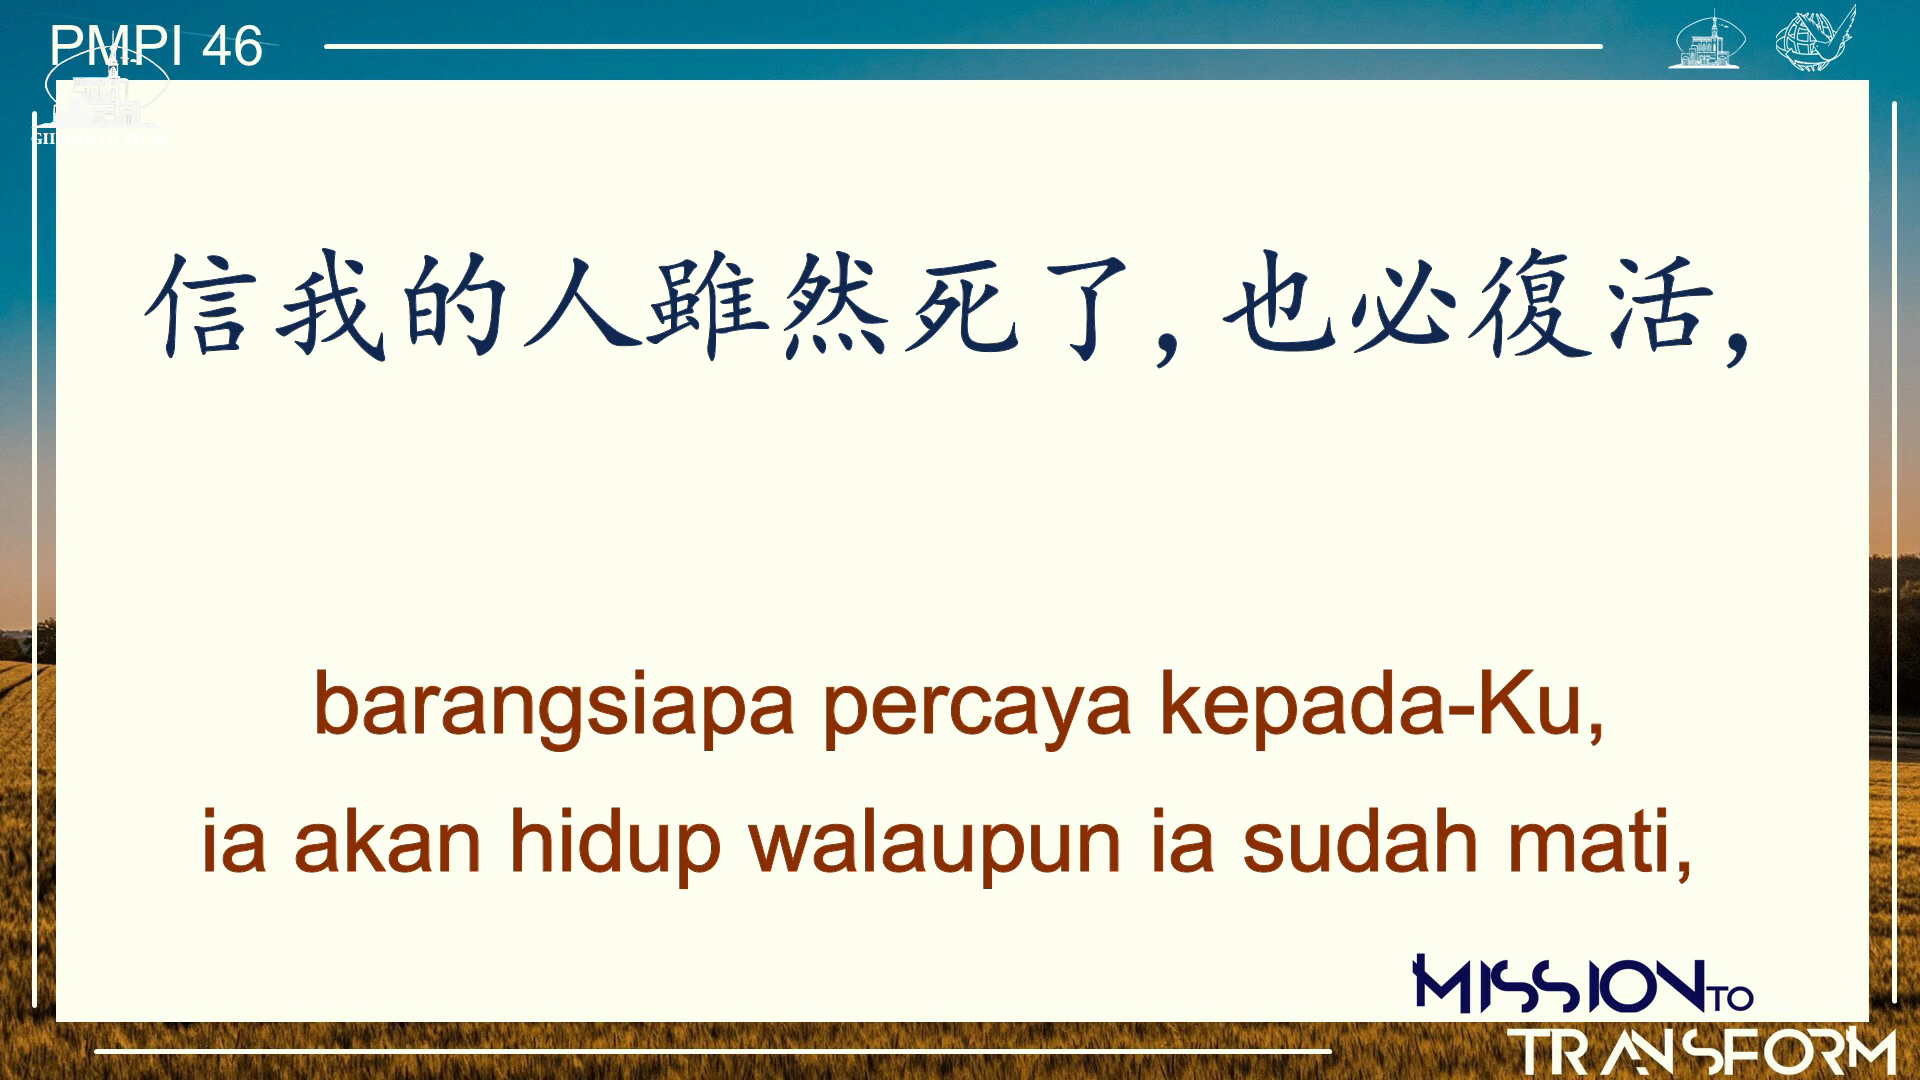 PMPI 46
信我的人雖然死了,也必復活,
barangsiapa percaya kepada-Ku,
ia akan hidup walaupun ia sudah mati,
MISSION TO
TRANSFORM